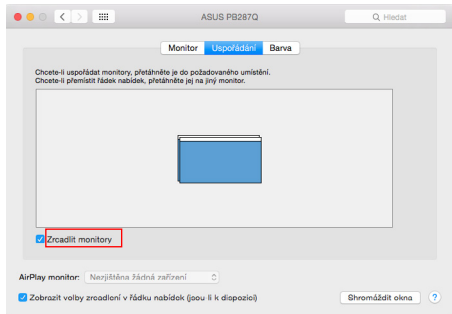 ASUS PB287Q
Hledat
Monitor Uspořádání Barva
Chcete-li uspořádat monitory, přetáhněte je do požadovaného umístění.
Chcete-li přemístit řádek nabídek, přetáhněte jej na jiný monitor.
Zrcadlit monitory
AirPlay monitor: Nezjištěna žádná zařízení
Zobrazit volby zrcadlení v řádku nabídek (jsou-li k dispozici)
Shromáždit okna ?